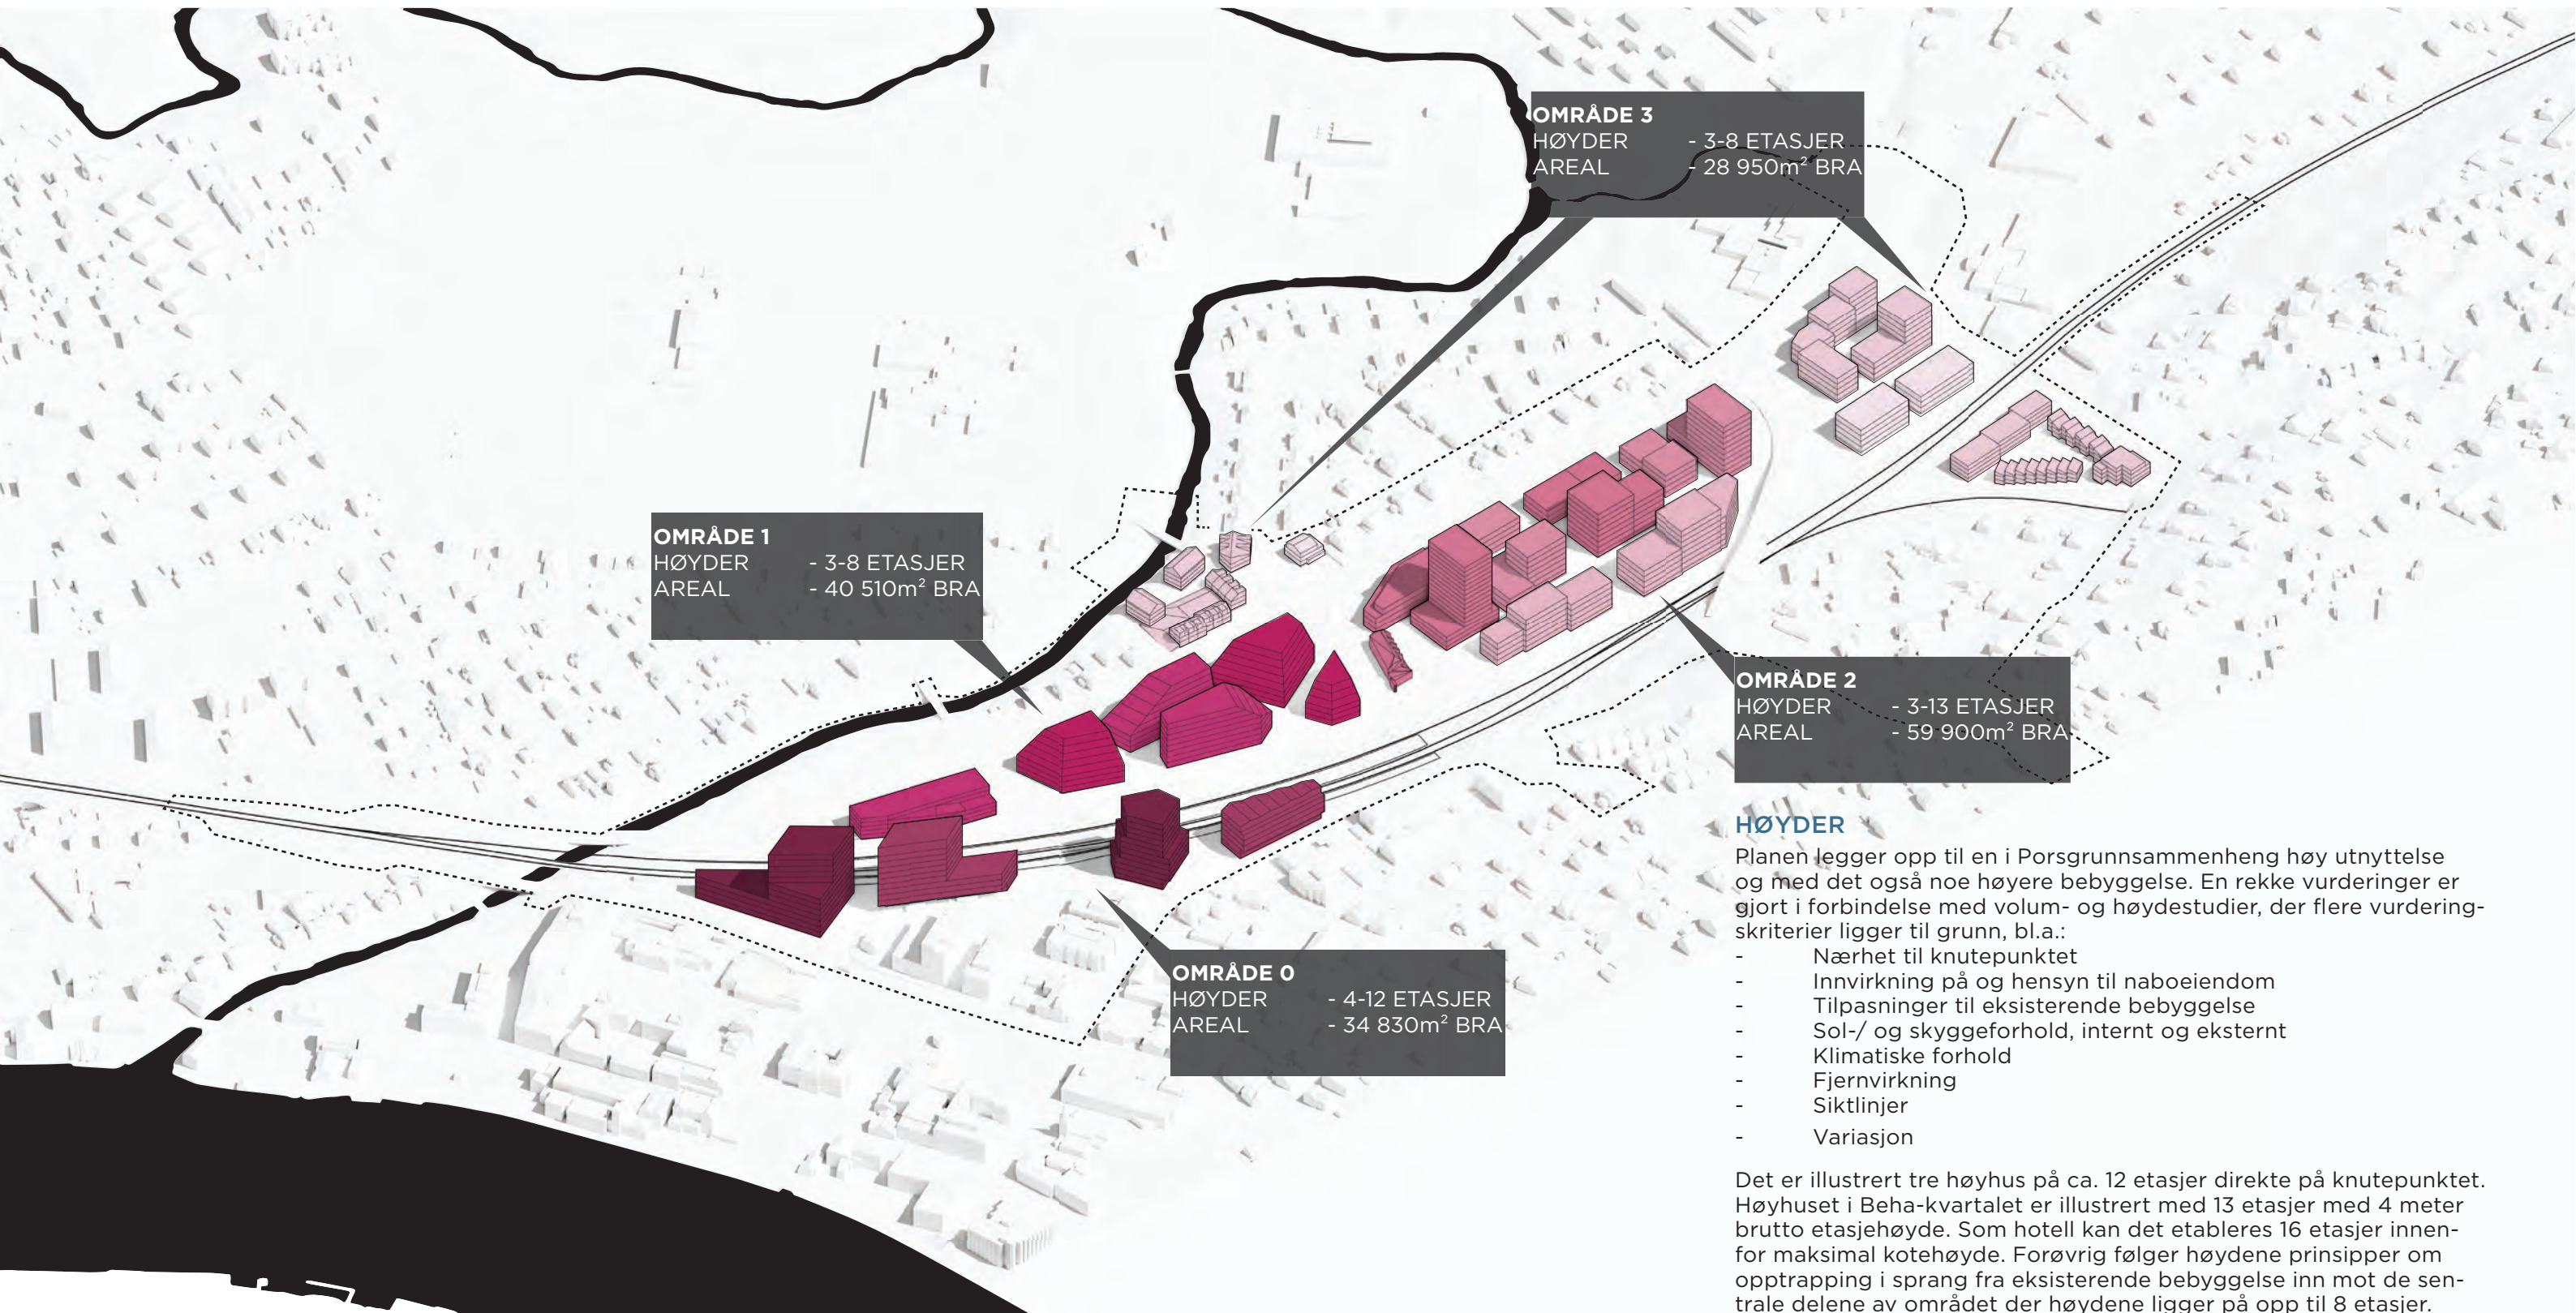 OMRÅDE 3
HØYDER - 3-8 ETASJER
AREAL - 28 950m² BRA
OMRÅDE 1
HØYDER - 3-8 ETASJER
AREAL - 40 510m² BRA
OMRÅDE 2
HØYDER - 3-13 ETASJER
AREAL - 59 900m² BRA
OMRÅDE 0
HØYDER - 4-12 ETASJER
AREAL - 34 830m² BRA
HØYDER
Planen legger opp til en i Porsgrunnsammenheng høy utnyttelse
og med det også noe høyere bebyggelse. En rekke vurderinger er
gjort i forbindelse med volum- og høydestudier, der flere vurdering-
skriterier ligger til grunn, bl.a.:
- Nærhet til knutepunktet
- Innvirkning på og hensyn til naboeiendom
- Tilpasninger til eksisterende bebyggelse
- Sol-/ og skyggeforhold, internt og eksternt
- Klimatiske forhold
- Fjernvirkning
- Siktlinjer
- Variasjon
Det er illustrert tre høyhus på ca. 12 etasjer direkte på knutepunktet.
Høyhuset i Beha-kvartalet er illustrert med 13 etasjer med 4 meter
brutto etasjehøyde. Som hotell kan det etableres 16 etasjer innen-
for maksimal kotehøyde. Forøvrig følger høydene prinsipper om
opptrapping i sprang fra eksisterende bebyggelse inn mot de sen-
trale delene av området der høydene ligger på opp til 8 etasjer.